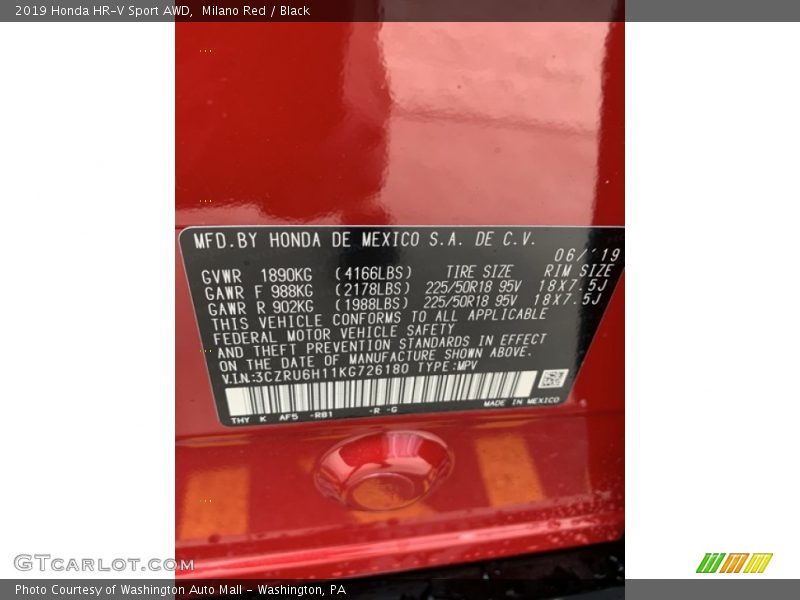 2019 Honda HR-V Sport AWD,  Milano Red / Black
MFD.BY HONDA DE MEXICO S.A. DE C.V.
06/'19
GVWR 1890KG (4166LBS) TIRE SIZE RIM SIZE
GAWR F 988KG (2178LBS) 225/50R18 95V 18X7.5J
GAWR R 902KG (1988LBS) 225/50R18 95V 18X7.5J
THIS VEHICLE CONFORMS TO ALL APPLICABLE
FEDERAL MOTOR VEHICLE SAFETY
AND THEFT PREVENTION STANDARDS IN EFFECT
ON THE DATE OF MANUFACTURE SHOWN ABOVE.
V.I.N:3CZRU6H11KG726180 TYPE:MPV
THY K AF5 -R81 -R -G MADE IN MEXICO
GTcarlot.com
Photo Courtesy of Washington Auto Mall - Washington, PA